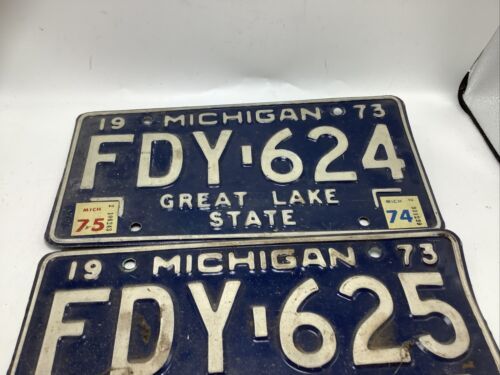 19 MICHIGAN 73
FDY-624
GREAT LAKE
STATE
MICH
75
MICH
74
19 MICHIGAN 73
FDY-625